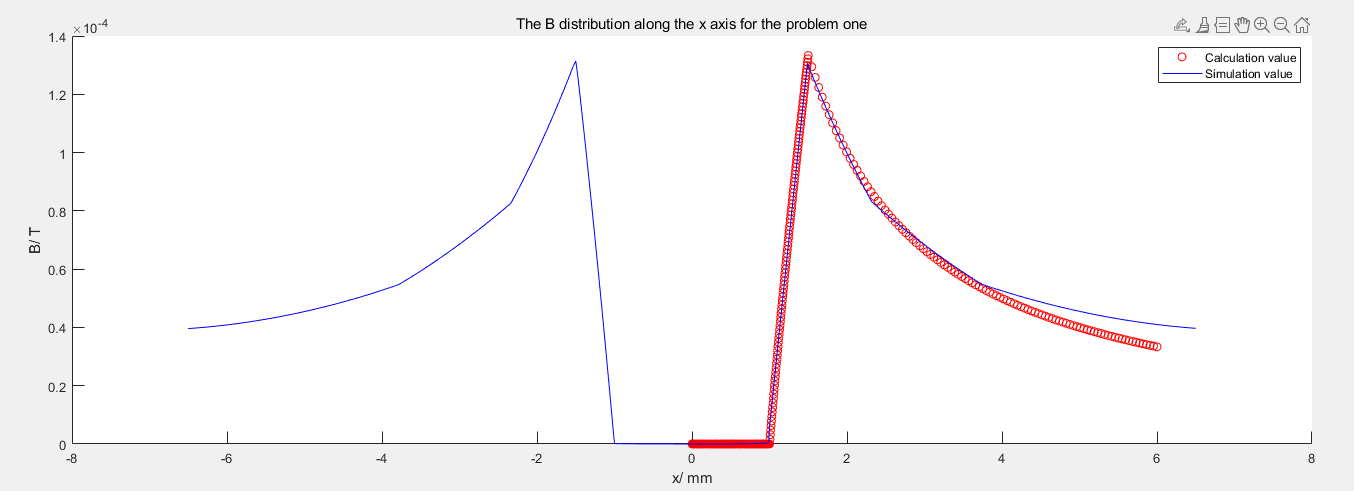 The B distribution along the x axis for the problem one
×10-4
1.4
1.2
1
0.8
0.6
0.4
0.2
0
B/ T
Calculation value
Simulation value
-8 -6 -4 -2 0 2 4 6 8
x/ mm